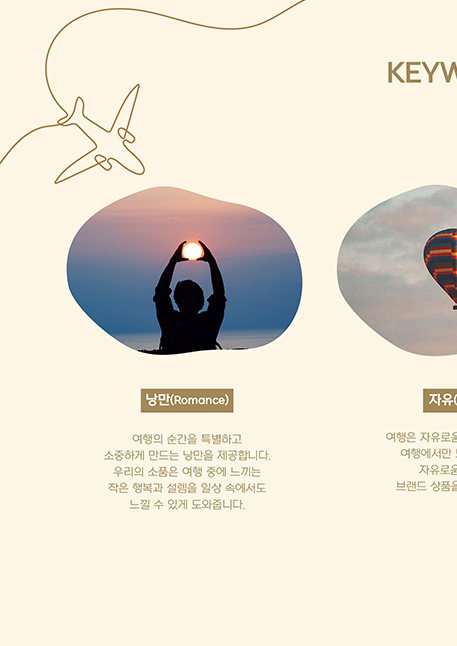 KEYW
낭만(Romance)
여행의 순간을 특별하고
소중하게 만드는 낭만을 제공합니다.
우리의 소품은 여행 중에 느끼는
작은 행복과 설렘을 일상 속에서도
느낄 수 있게 도와줍니다.
자유(
여행은 자유로움
여행에서만 
자유로움
브랜드 상품을